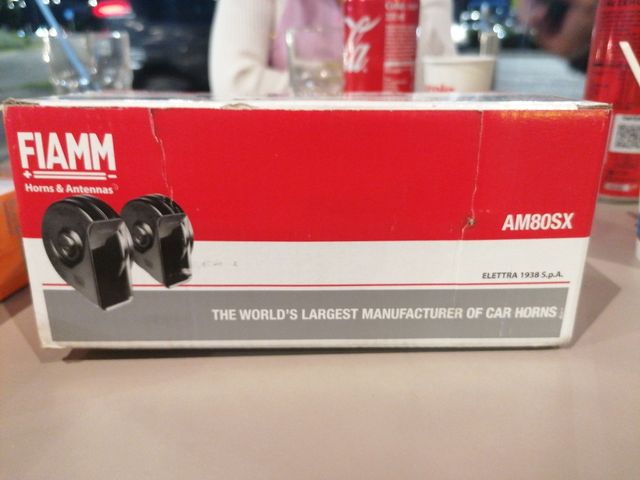 FIAMM
Horns & Antennas
AM80SX
ELETTRA 1938 S.p.A.
THE WORLD'S LARGEST MANUFACTURER OF CAR HORNS